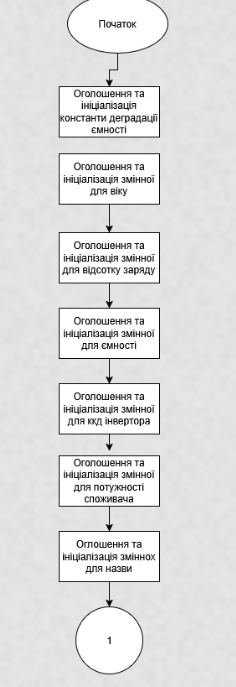 Початок
Оголошення та
ініціалізація
константи деградації
ємності
Оголошення та
ініціалізація змінної
для віку
Оголошення та
ініціалізація змінної
для відсотку заряду
Оголошення та
ініціалізація змінної
для ємності
Оголошення та
ініціалізація змінної
для ккд інвертора
Оголошення та
ініціалізація змінної
для потужності
споживача
Оглошення та
ініціалізація зміннох
для назви
1